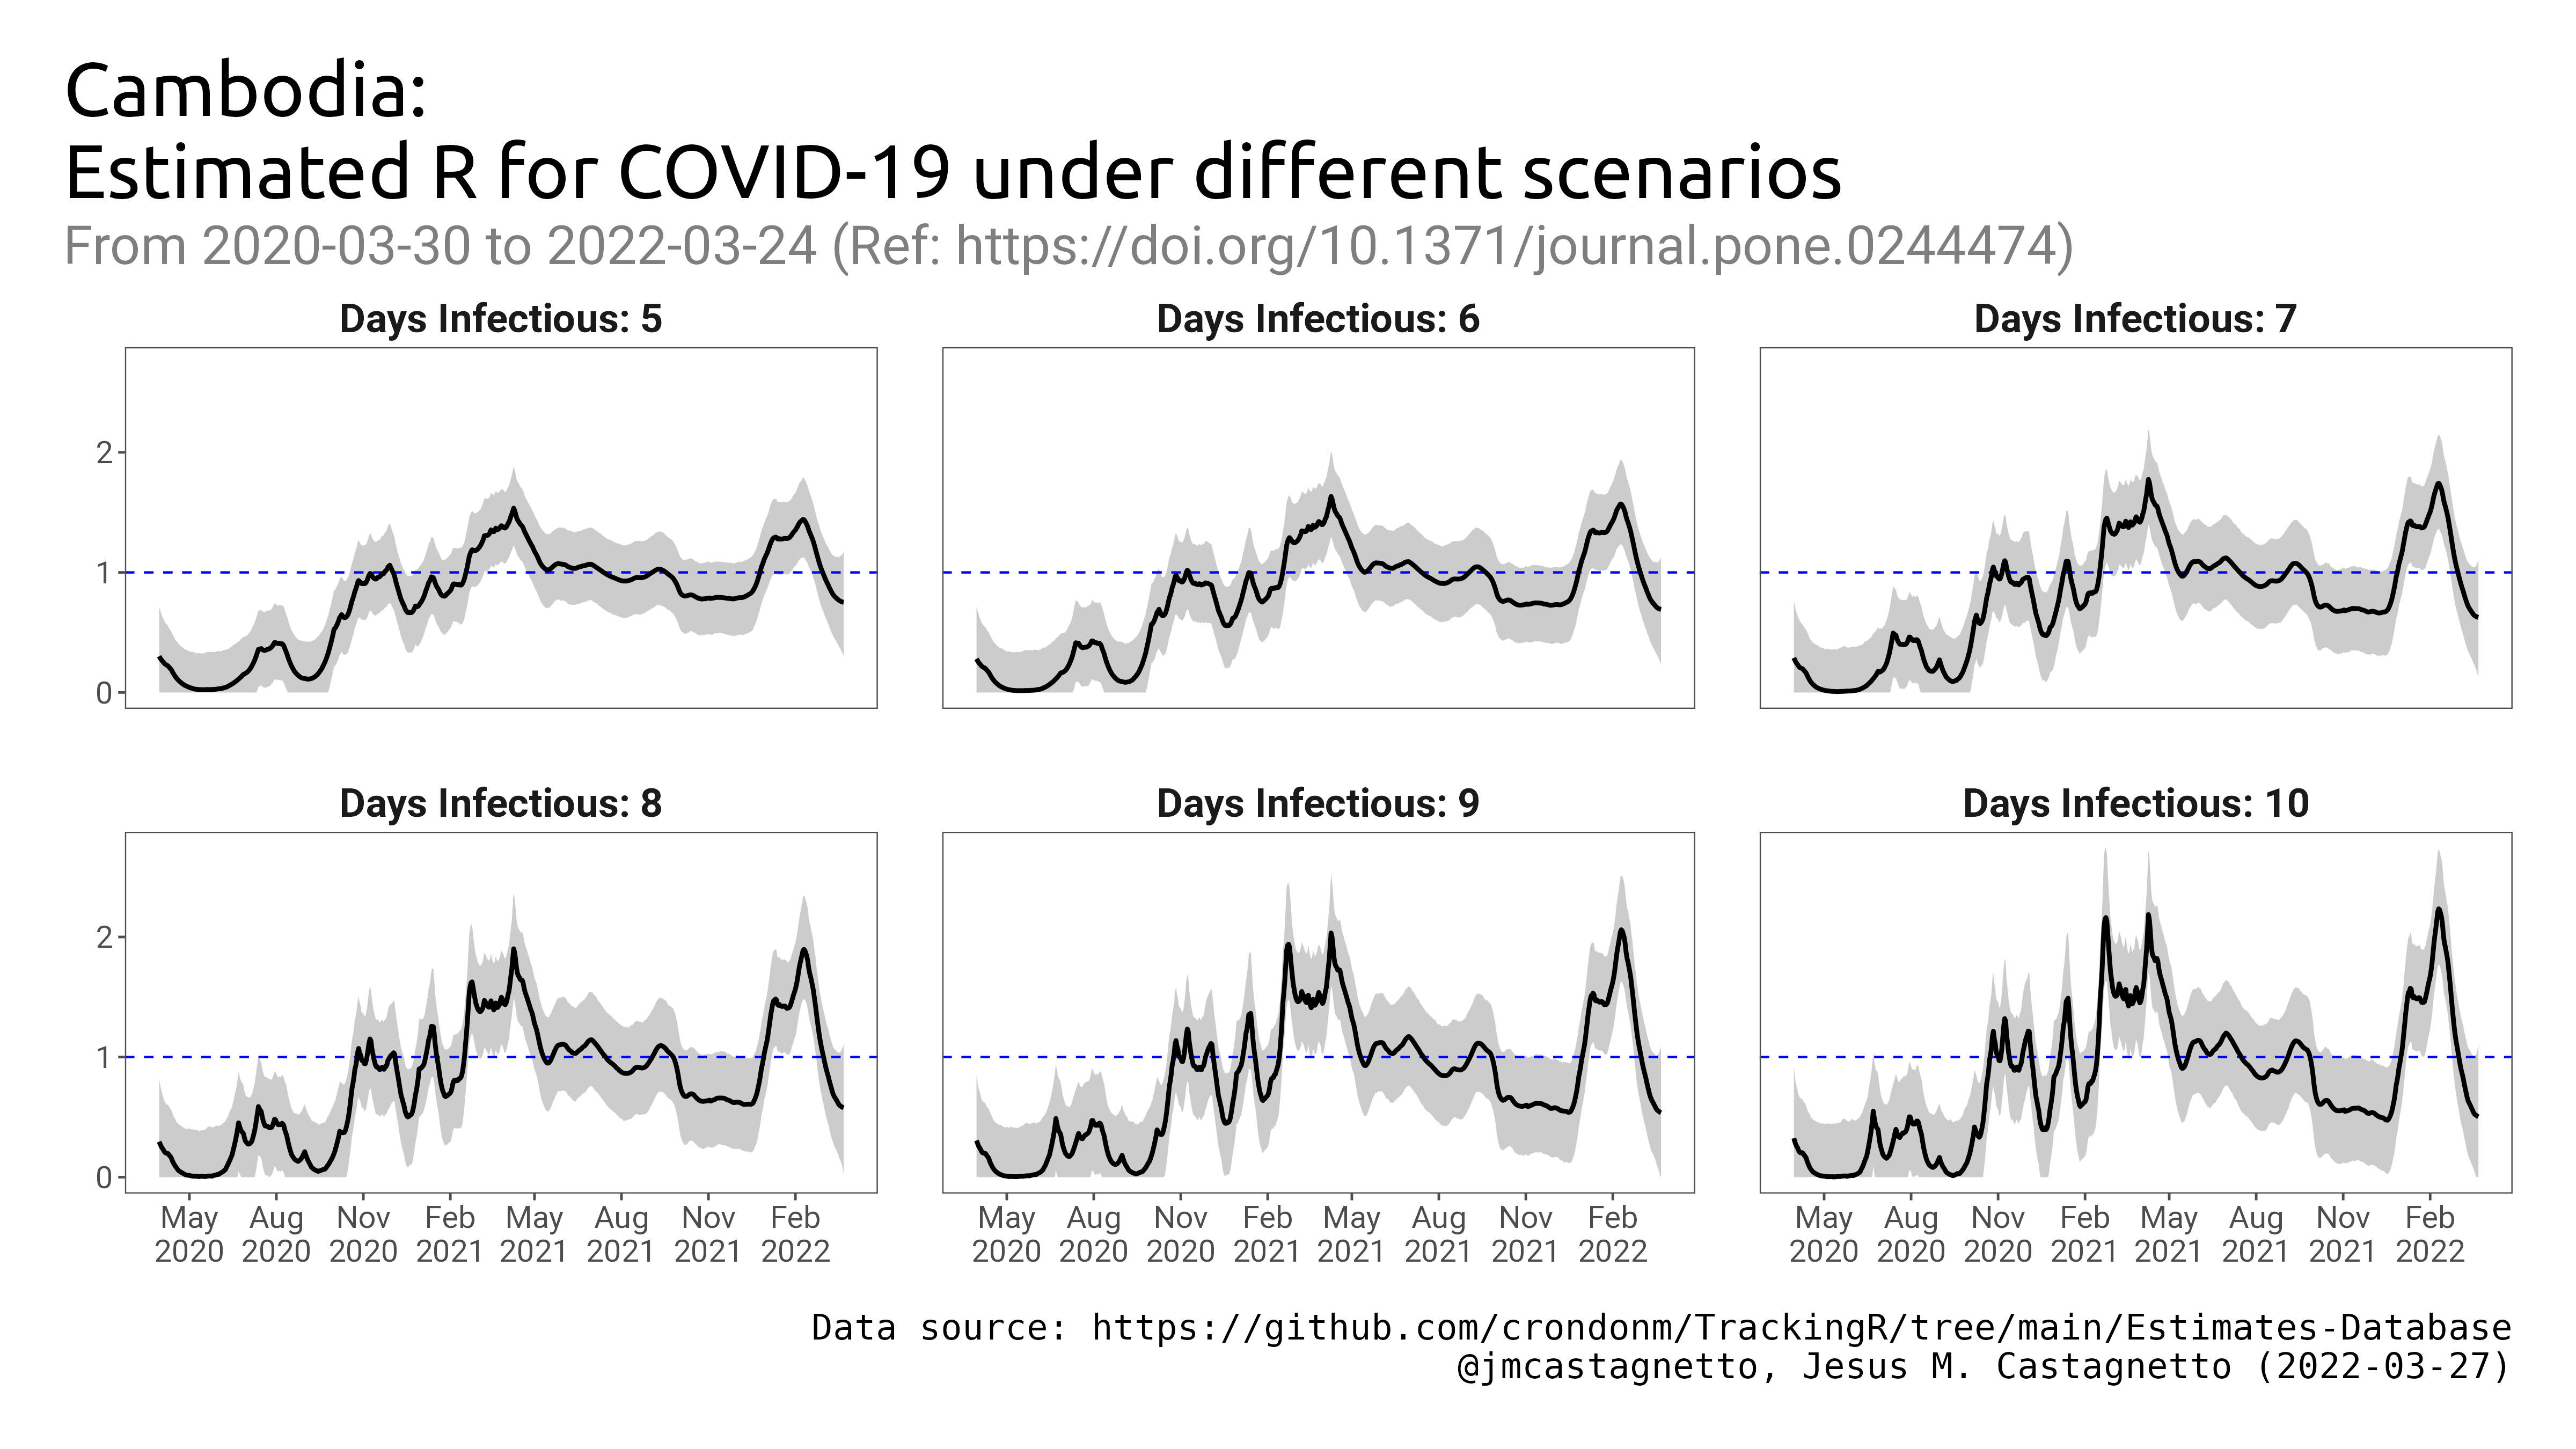 Cambodia:
Estimated R for COVID-19 under different scenarios
From 2020-03-30 to 2022-03-24 (Ref: https://doi.org/10.1371/journal.pone.0244474)
Days Infectious: 5
Days Infectious: 6
Days Infectious: 7
2
1
0
Days Infectious: 8
Days Infectious: 9
Days Infectious: 10
2
1
0
May Aug Nov Feb May Aug Nov Feb
2020 2020 2020 2021 2021 2021 2021 2022
May Aug Nov Feb May Aug Nov Feb
2020 2020 2020 2021 2021 2021 2021 2022
May Aug Nov Feb May Aug Nov Feb
2020 2020 2020 2021 2021 2021 2021 2022
Data source: https://github.com/crondonm/TrackingR/tree/main/Estimates-Database
@jmcastagnetto, Jesus M. Castagnetto (2022-03-27)